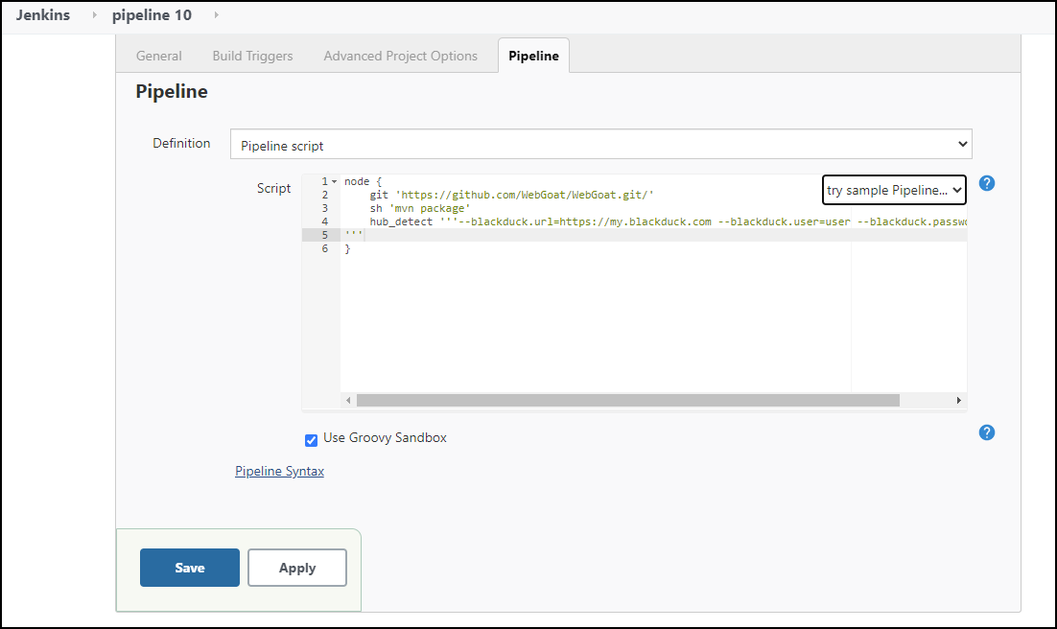 Jenkins pipeline 10
General Build Triggers Advanced Project Options Pipeline
Pipeline
Definition Pipeline script
Script
try sample Pipeline...
?
1 node {
2 git 'https://github.com/WebGoat/WebGoat.git/'
3 sh 'mvn package'
4 hub_detect '''--blackduck.url=https://my.blackduck.com --blackduck.user=user --blackduck.passwo
5 '''
6 }
Use Groovy Sandbox
?
Pipeline Syntax
Save Apply